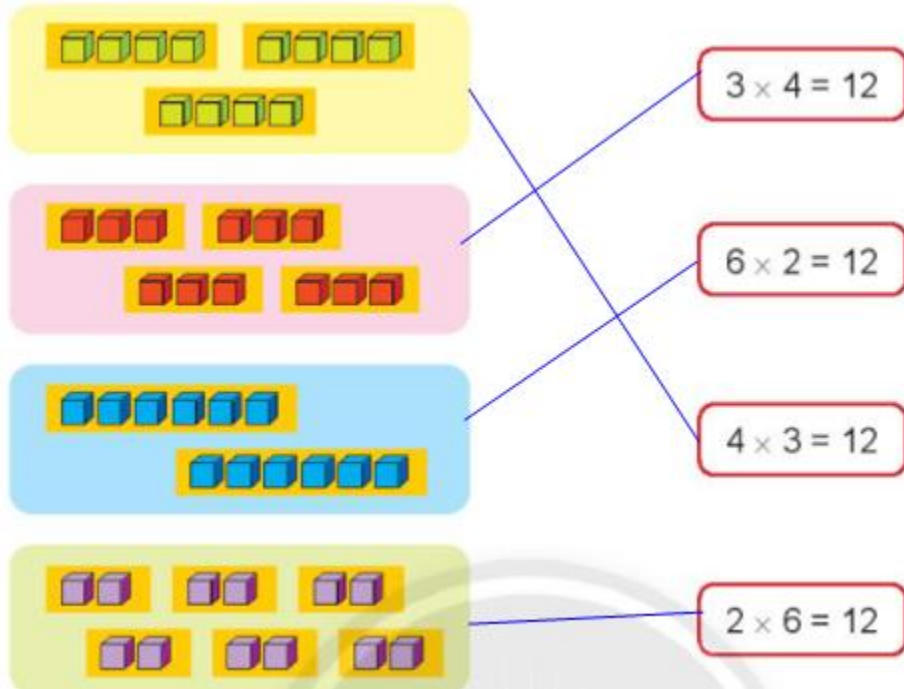 3 × 4 = 12
6 × 2 = 12
4 × 3 = 12
2 × 6 = 12